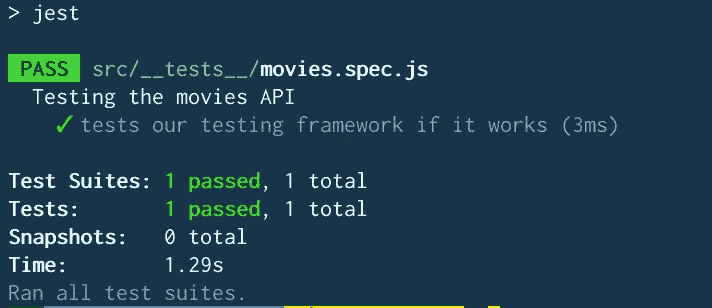 > jest
PASS src/__tests__/movies.spec.js
Testing the movies API
✓ tests our testing framework if it works (3ms)
Test Suites: 1 passed, 1 total
Tests: 1 passed, 1 total
Snapshots: 0 total
Time: 1.29s
Ran all test suites.